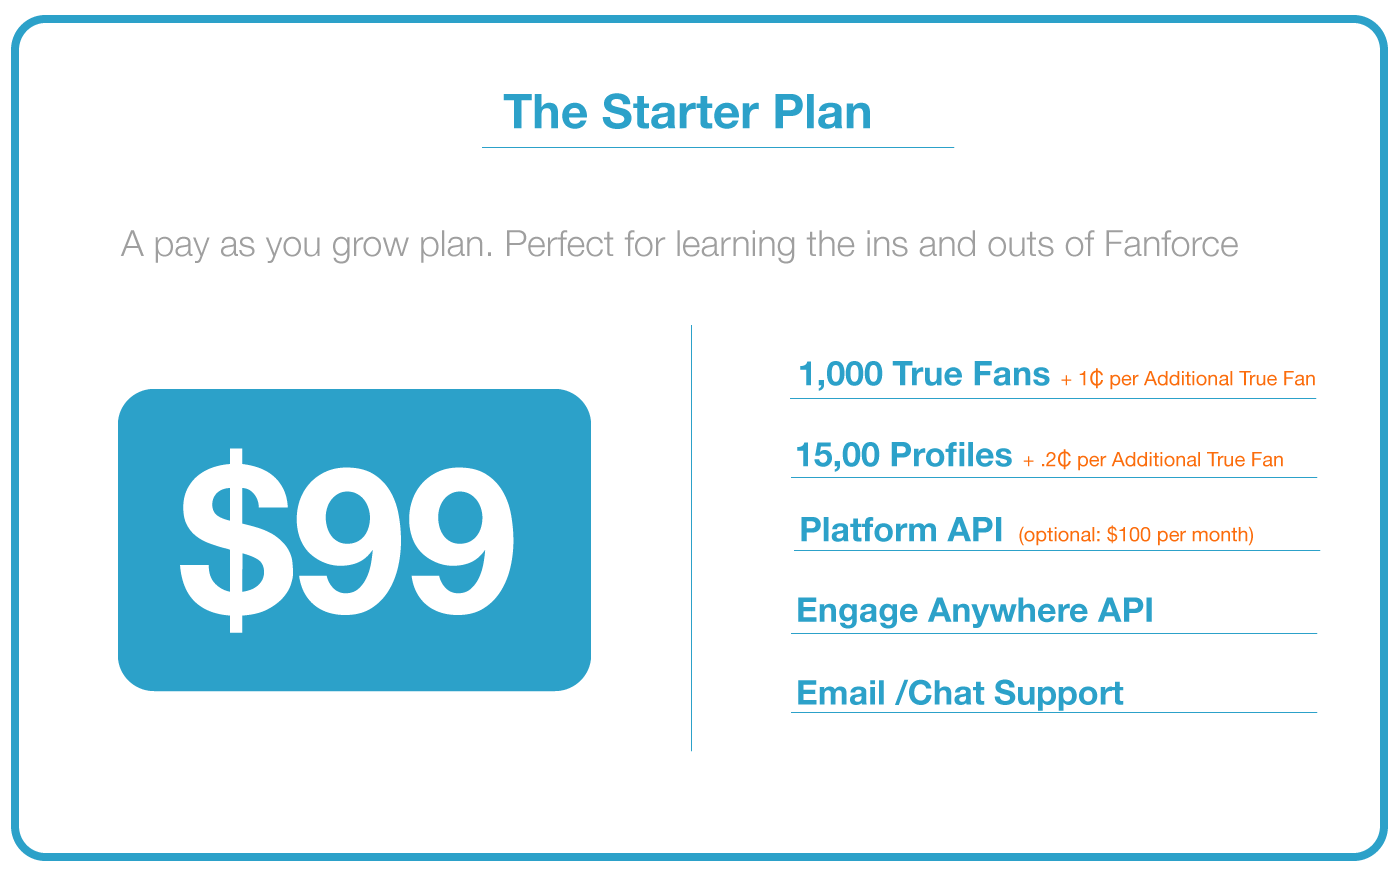 The Starter Plan
A pay as you grow plan. Perfect for learning the ins and outs of Fanforce
$99
1,000 True Fans + 1₵ per Additional True Fan
15,00 Profiles + .2₵ per Additional True Fan
Platform API (optional: $100 per month)
Engage Anywhere API
Email /Chat Support